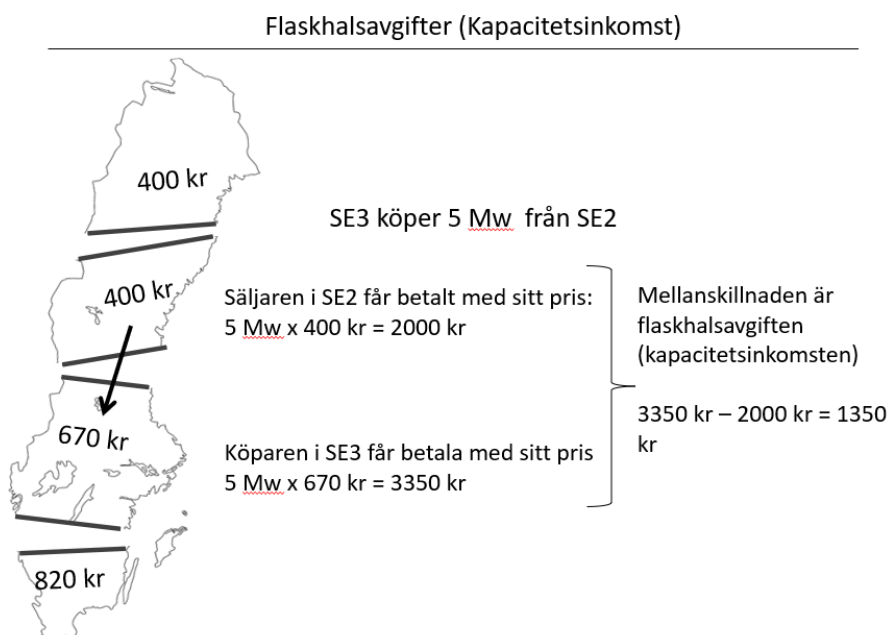 Flaskhalsavgifter (Kapacitetsinkomst)
400 kr
SE3 köper 5 Mw från SE2
400 kr
Säljaren i SE2 får betalt med sitt pris:
5 Mw x 400 kr = 2000 kr
Mellanskillnaden är
flaskhalsavgiften
(kapacitetsinkomsten)
3350 kr – 2000 kr = 1350
kr
670 kr
Köparen i SE3 får betala med sitt pris
5 Mw x 670 kr = 3350 kr
820 kr